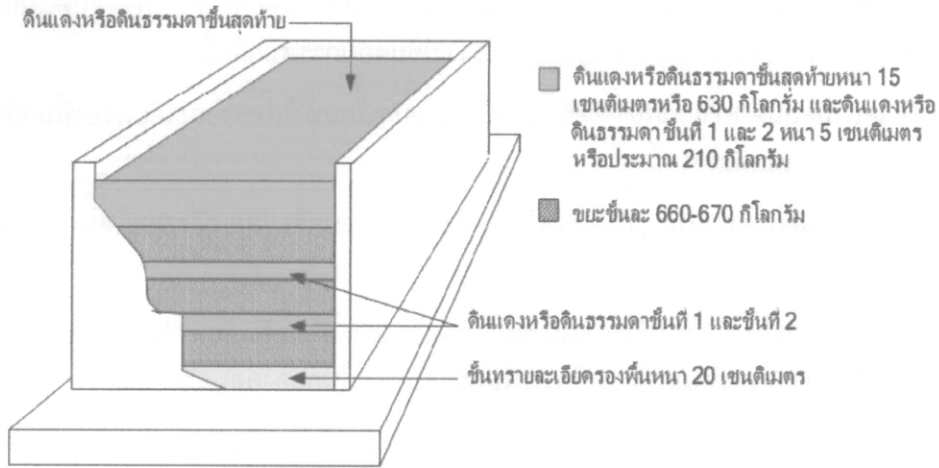 ดินแดงหรือดินธรรมดาชั้นสุดท้าย
ดินแดงหรือดินธรรมดาชั้นสุดท้ายหนา 15
เซนติเมตรหรือ 630 กิโลกรัม และดินแดงหรือ
ดินธรรมดา ชั้นที่ 1 และ 2 หนา 5 เซนติเมตร
หรือประมาณ 210 กิโลกรัม
ขยะชั้นละ 660-670 กิโลกรัม
ดินแดงหรือดินธรรมดาชั้นที่ 1 และชั้นที่ 2
ชั้นทรายละเอียดรองพื้นหนา 20 เซนติเมตร